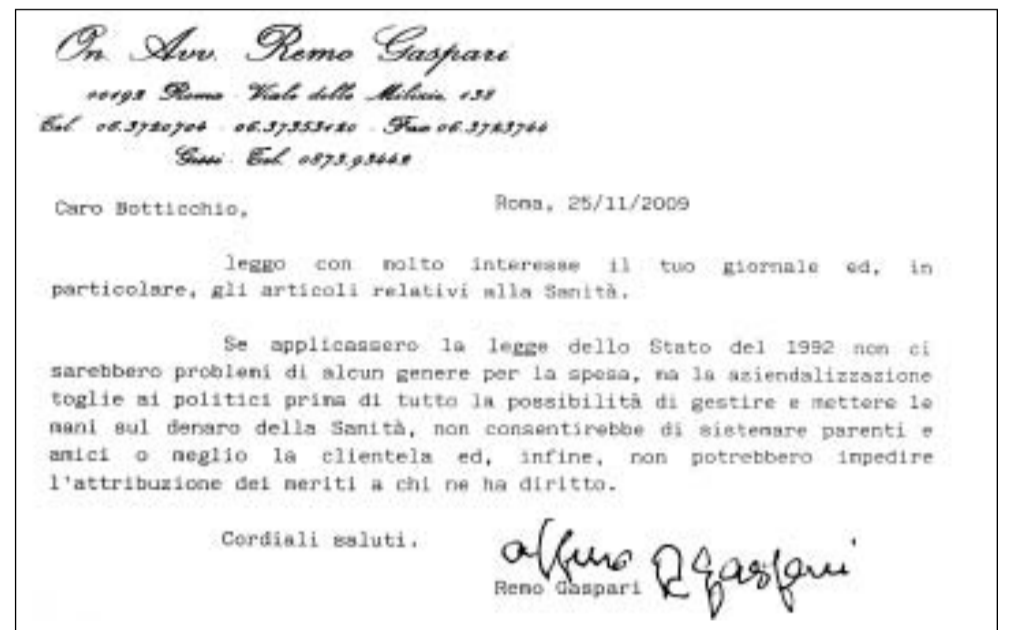 On. Avv. Remo Gaspari
00192 Roma - Viale delle Milizie, 138
Tel. 06.3720704 - 06.37353120 - Fax 06.3723766
Gissi - Tel. 0873.93662
Caro Botticchio, Roma, 25/11/2009
leggo con molto interesse il tuo giornale ed, in
particolare, gli articoli relativi alla Sanità.
Se applicassero la legge dello Stato del 1992 non ci
sarebbero problemi di alcun genere per la spesa, ma la aziendalizzazione
toglie ai politici prima di tutto la possibilità di gestire e mettere le
mani sul denaro della Sanità, non consentirebbe di sistemare parenti e
amici o meglio la clientela ed, infine, non potrebbero impedire
l'attribuzione dei meriti a chi ne ha diritto.
Cordiali saluti.
Remo Gaspari R Gaspari